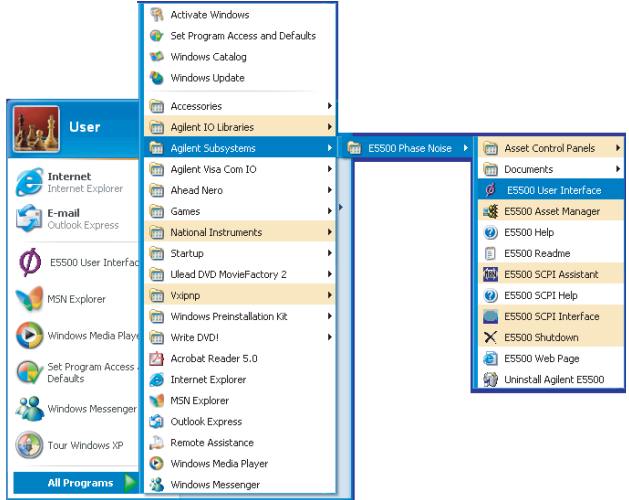 User
Internet
Internet Explorer
E-mail
Outlook Express
E5500 User Interfac
MSN Explorer
Windows Media Playe
Set Program Access
Defaults
Windows Messenger
Tour Windows XP
All Programs
Activate Windows
Set Program Access and Defaults
Windows Catalog
Windows Update
Accessories
Agilent IO Libraries
Agilent Subsystems
Agilent Visa Com IO
Ahead Nero
Games
National Instruments
Startup
Ulead DVD MovieFactory 2
Vxipnp
Windows Preinstallation Kit
Write DVD!
Acrobat Reader 5.0
Internet Explorer
MSN Explorer
Outlook Express
Remote Assistance
Windows Media Player
Windows Messenger
E5500 Phase Noise
Asset Control Panels
Documents
E5500 User Interface
E5500 Asset Manager
E5500 Help
E5500 Readme
E5500 SCPI Assistant
E5500 SCPI Help
E5500 SCPI Interface
E5500 Shutdown
E5500 Web Page
Uninstall Agilent E5500